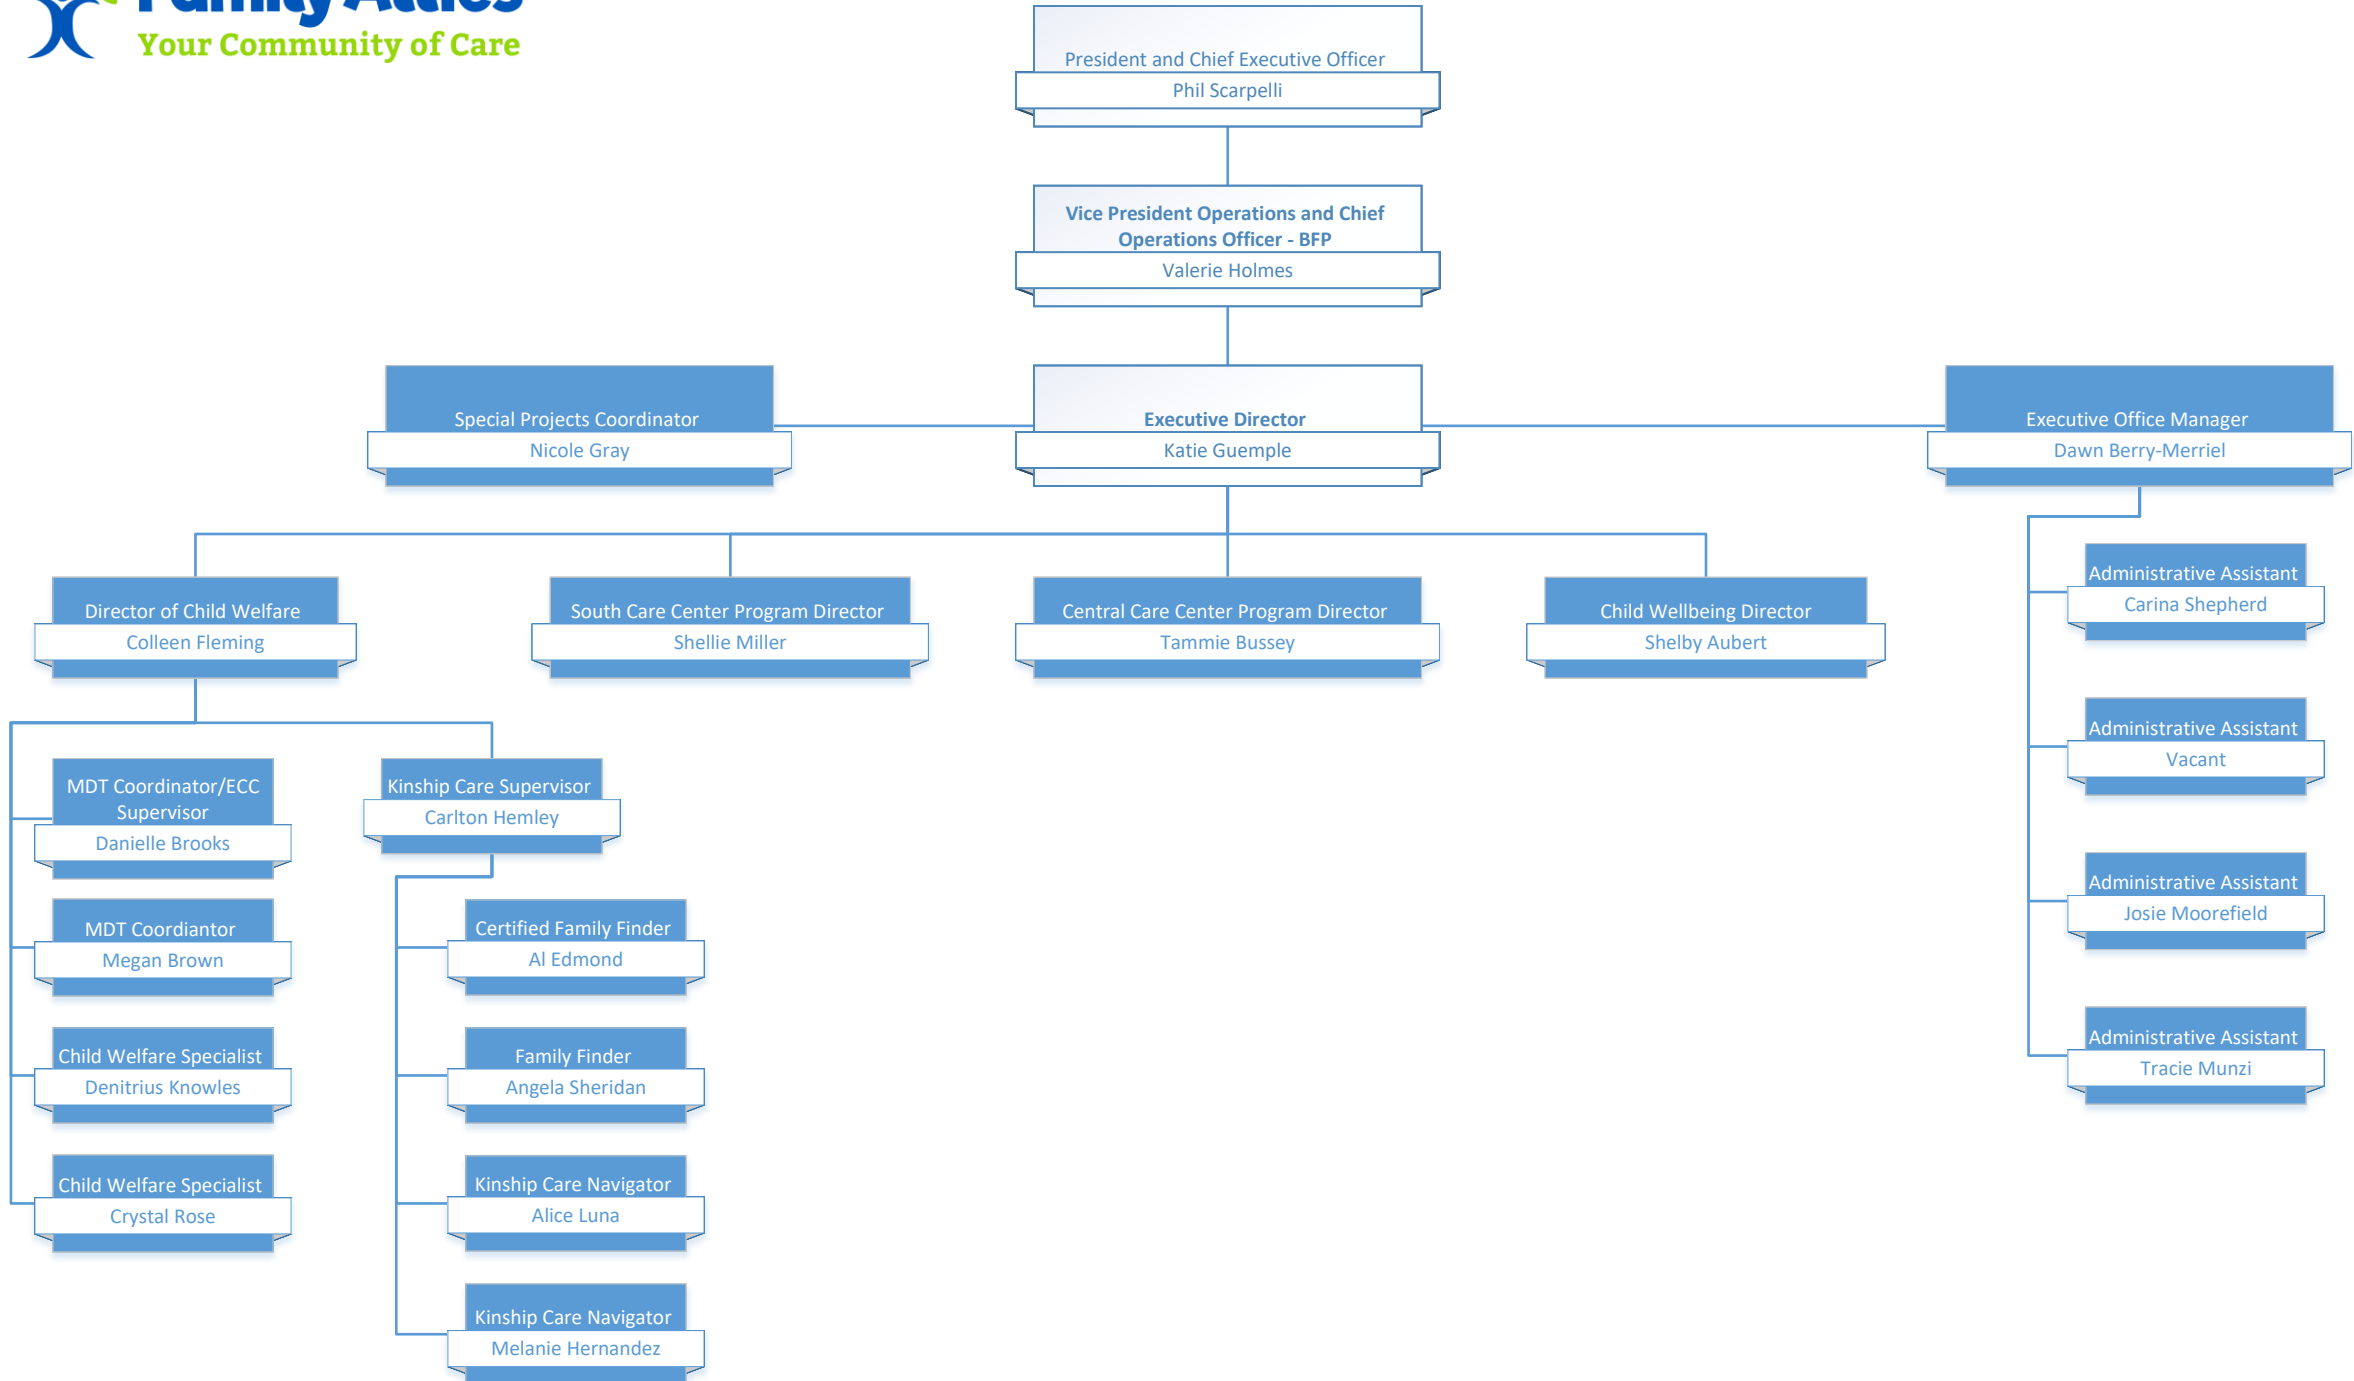 Family Allies
Your Community of Care
President and Chief Executive Officer
Phil Scarpelli
Vice President Operations and Chief
Operations Officer - BFP
Valerie Holmes
Special Projects Coordinator
Nicole Gray
Executive Director
Katie Guemple
Executive Office Manager
Dawn Berry-Merriel
Director of Child Welfare
Colleen Fleming
South Care Center Program Director
Shellie Miller
Central Care Center Program Director
Tammie Bussey
Child Wellbeing Director
Shelby Aubert
MDT Coordinator/ECC
Supervisor
Danielle Brooks
MDT Coordiantor
Megan Brown
Child Welfare Specialist
Denitrius Knowles
Child Welfare Specialist
Crystal Rose
Kinship Care Supervisor
Carlton Hemley
Certified Family Finder
Al Edmond
Family Finder
Angela Sheridan
Kinship Care Navigator
Alice Luna
Kinship Care Navigator
Melanie Hernandez
Administrative Assistant
Carina Shepherd
Administrative Assistant
Vacant
Administrative Assistant
Josie Moorefield
Administrative Assistant
Tracie Munzi